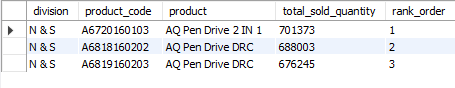 division product_code product total_sold_quantity rank_order
N & S A6720160103 AQ Pen Drive 2 IN 1 701373 1
N & S A6818160202 AQ Pen Drive DRC 688003 2
N & S A6819160203 AQ Pen Drive DRC 676245 3